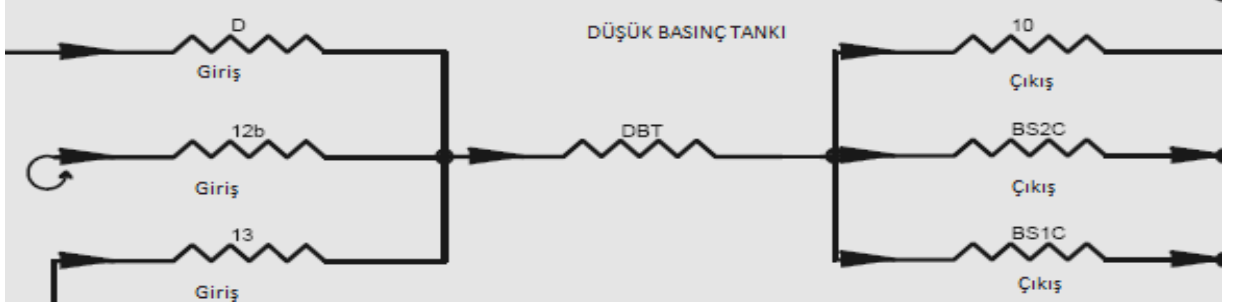 D
DÜŞÜK BASINÇ TANKI
10
Giriş
Çıkış
12b
DBT
BS2C
Giriş
Çıkış
13
BS1C
Giriş
Çıkış